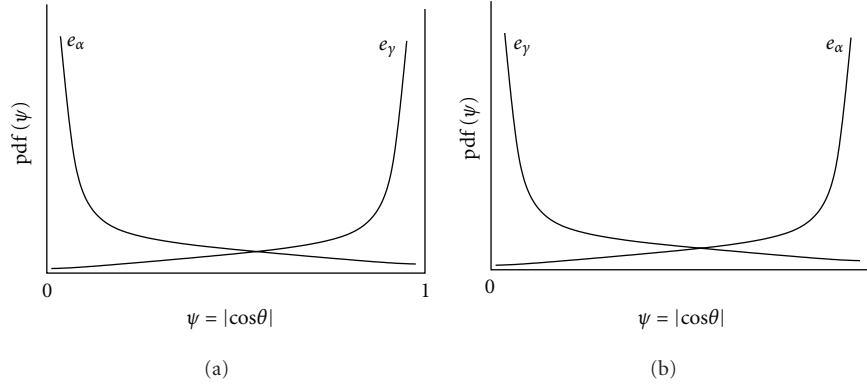 e_α
e_γ
pdf (ψ)
0
1
ψ = |cosθ|
(a)
e_γ
e_α
pdf (ψ)
0
ψ = |cosθ|
(b)